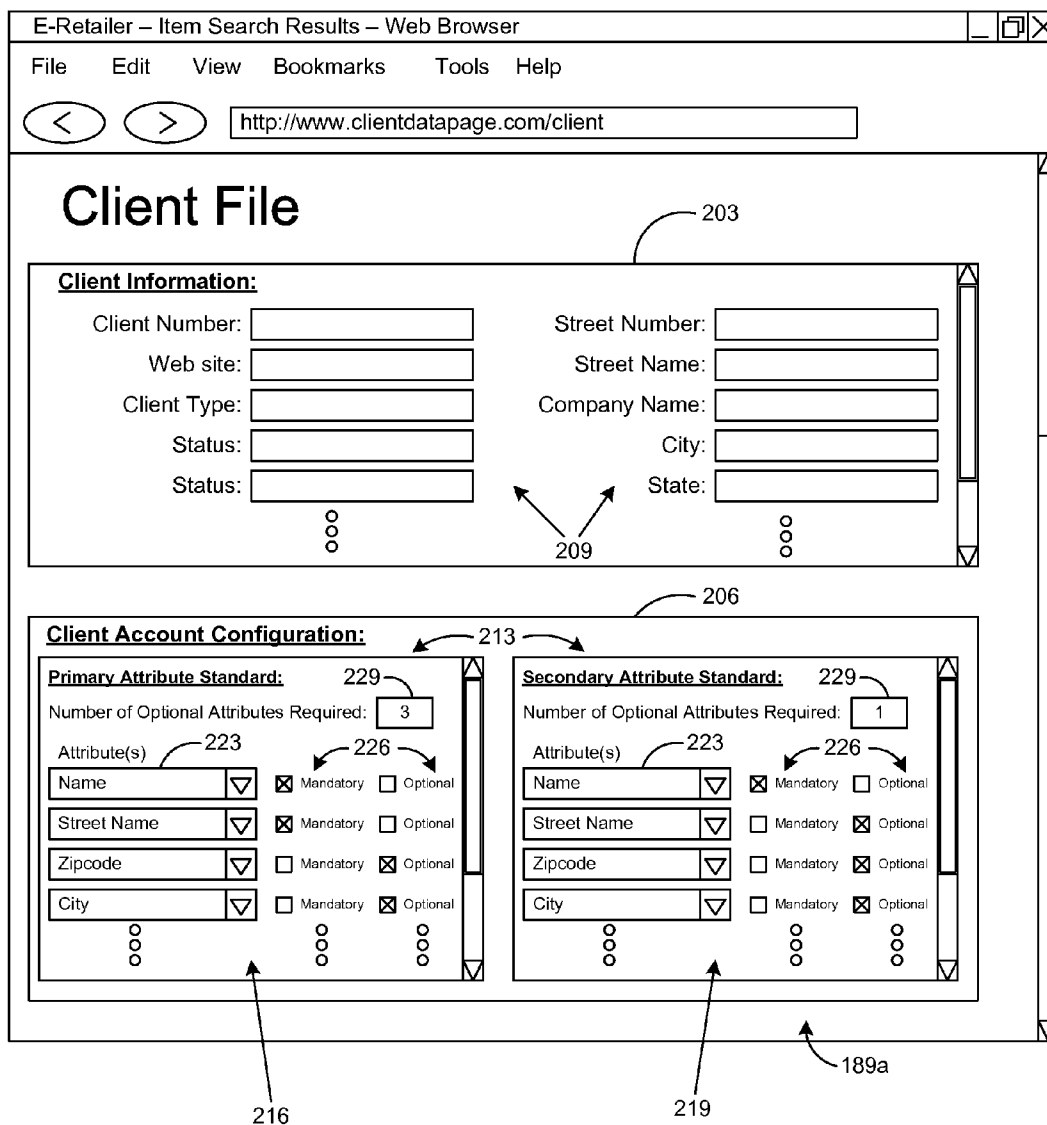 E-Retailer – Item Search Results – Web Browser
File Edit View Bookmarks Tools Help
< > http://www.clientdatapage.com/client
Client File
203
Client Information:
Client Number: Street Number:
Web site: Street Name:
Client Type: Company Name:
Status: City:
Status: State:
209
206
Client Account Configuration:
213
Primary Attribute Standard: 229
Number of Optional Attributes Required: 3
Attribute(s) 223 226
Name Mandatory Optional
Street Name Mandatory Optional
Zipcode Mandatory Optional
City Mandatory Optional
Secondary Attribute Standard: 229
Number of Optional Attributes Required: 1
Attribute(s) 223 226
Name Mandatory Optional
Street Name Mandatory Optional
Zipcode Mandatory Optional
City Mandatory Optional
189a
216 219